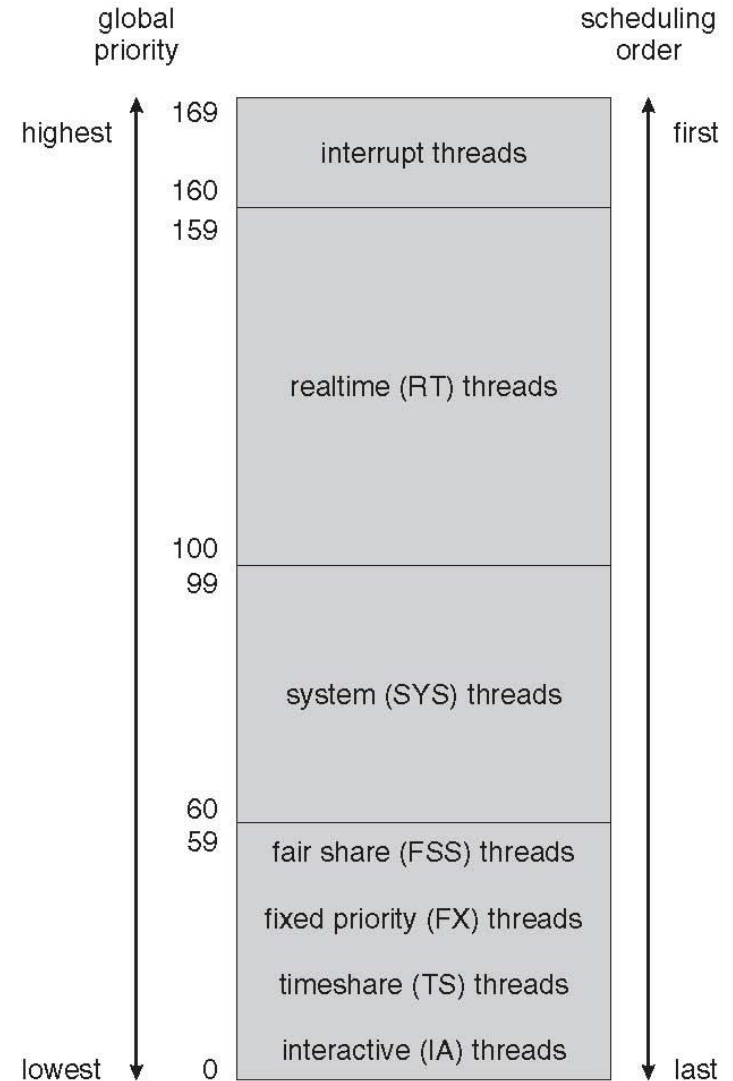 global
priority
scheduling
order
highest
169
interrupt threads
first
160
159
realtime (RT) threads
100
99
system (SYS) threads
60
59
fair share (FSS) threads
fixed priority (FX) threads
timeshare (TS) threads
interactive (IA) threads
lowest
0
last